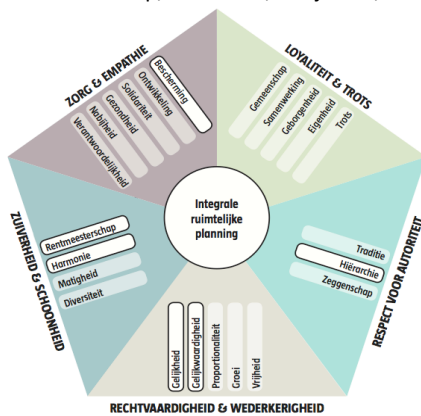 ZORG & EMPATHIE
Bescherming
Ontwikkeling
Solidariteit
Gezondheid
Nabijheid
Verantwoordelijkheid
LOYALITEIT & TROTS
Gemeenschap
Samenwerking
Geborgenheid
Eigenheid
Trots
Integrale
ruimtelijke
planning
ZUIVERHEID & SCHOONHEID
Rentmeesterschap
Harmonie
Matigheid
Diversiteit
RESPECT VOOR AUTORITEIT
Traditie
Hiërarchie
Zeggenschap
Gelijkheid
Gelijkwaardigheid
Proportionaliteit
Groei
Vrijheid
RECHTVAARDIGHEID & WEDERKERIGHEID